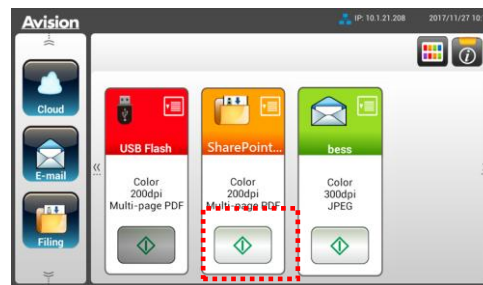 Avision
IP: 10.1.21.208
2017/11/27 10:
Cloud
E-mail
Filing
USB Flash
Color
200dpi
Multi-page PDF
SharePoint...
Color
200dpi
Multi-page PDF
bess
Color
300dpi
JPEG